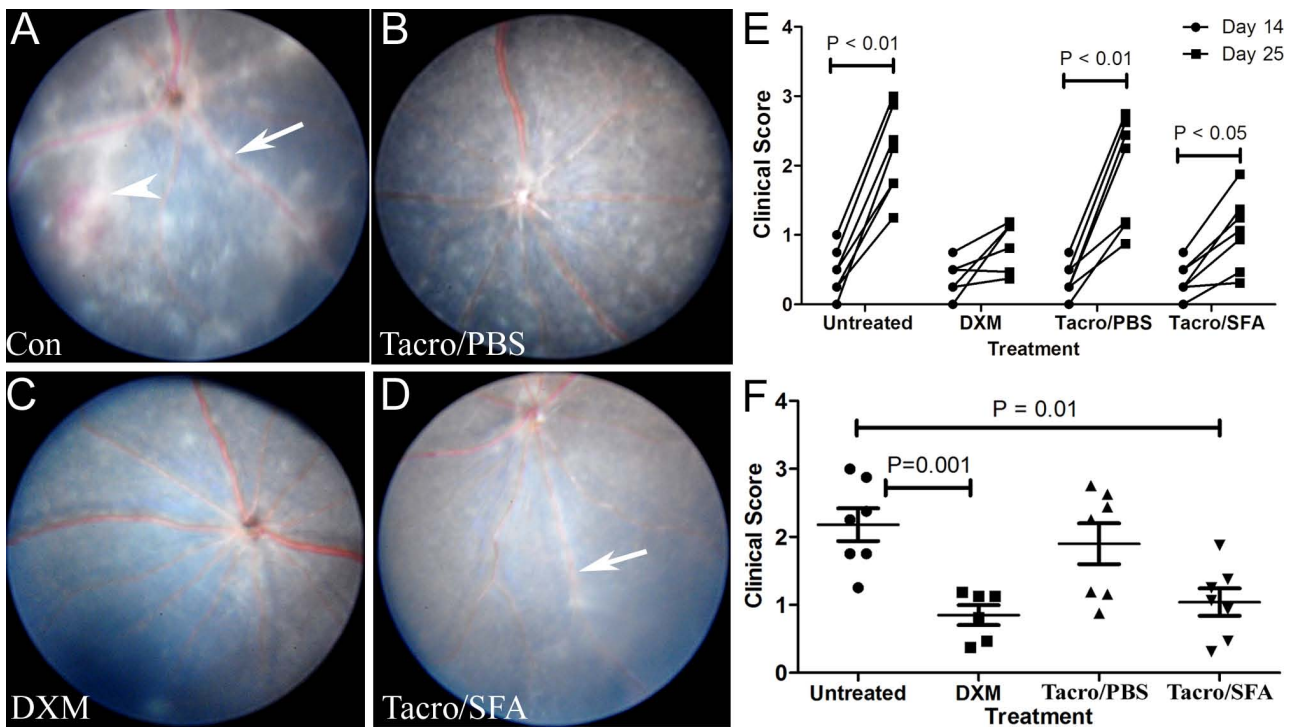 A
Con
B
Tacro/PBS
C
DXM
D
Tacro/SFA
E
Day 14
Day 25
P < 0.01
P < 0.01
P < 0.05
Clinical Score
4
3
2
1
0
Untreated
DXM
Tacro/PBS
Tacro/SFA
Treatment
F
P = 0.01
P=0.001
Clinical Score
4
3
2
1
0
Untreated
DXM
Tacro/PBS
Tacro/SFA
Treatment